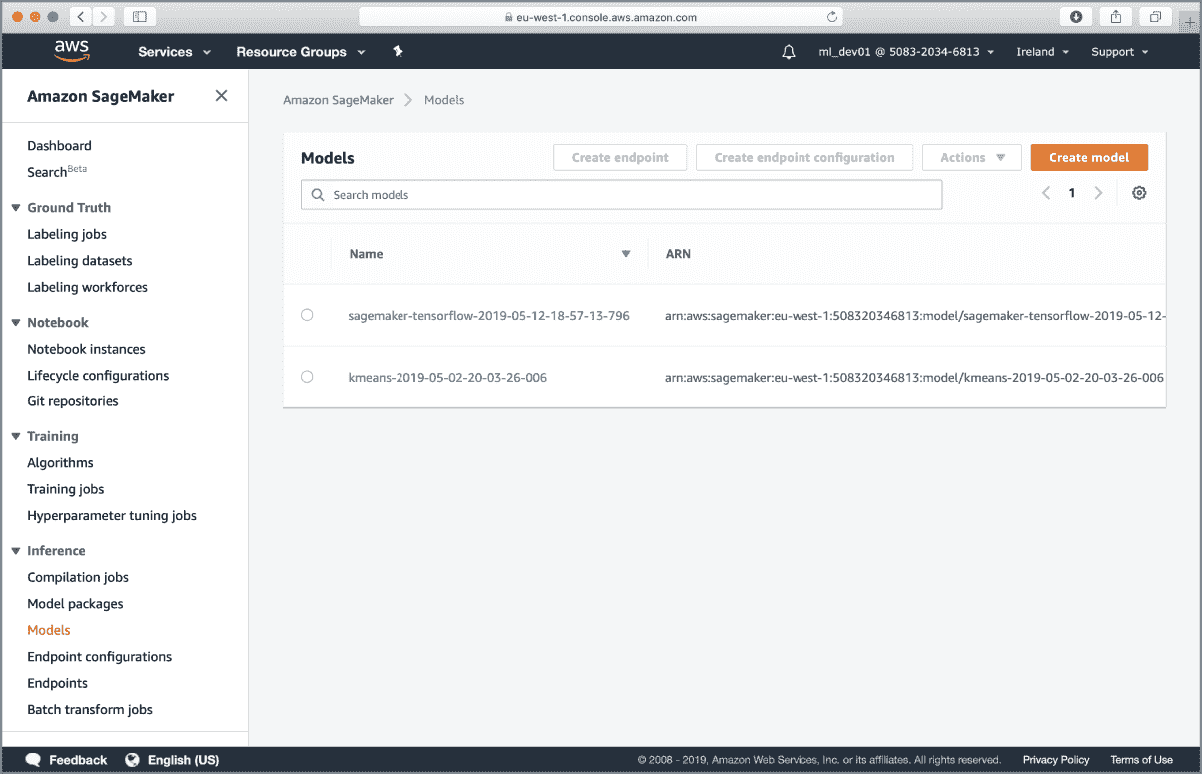 eu-west-1.console.aws.amazon.com
aws Services Resource Groups ml_dev01 @ 5083-2034-6813 Ireland Support
Amazon SageMaker
Dashboard
SearchBeta
Ground Truth
Labeling jobs
Labeling datasets
Labeling workforces
Notebook
Notebook instances
Lifecycle configurations
Git repositories
Training
Algorithms
Training jobs
Hyperparameter tuning jobs
Inference
Compilation jobs
Model packages
Models
Endpoint configurations
Endpoints
Batch transform jobs
Amazon SageMaker > Models
Models Create endpoint Create endpoint configuration Actions Create model
Search models 1
Name ARN
sagemaker-tensorflow-2019-05-12-18-57-13-796 arn:aws:sagemaker:eu-west-1:508320346813:model/sagemaker-tensorflow-2019-05-12-
kmeans-2019-05-02-20-03-26-006 arn:aws:sagemaker:eu-west-1:508320346813:model/kmeans-2019-05-02-20-03-26-006
Feedback English (US) © 2008 - 2019, Amazon Web Services, Inc. or its affiliates. All rights reserved. Privacy Policy Terms of Use